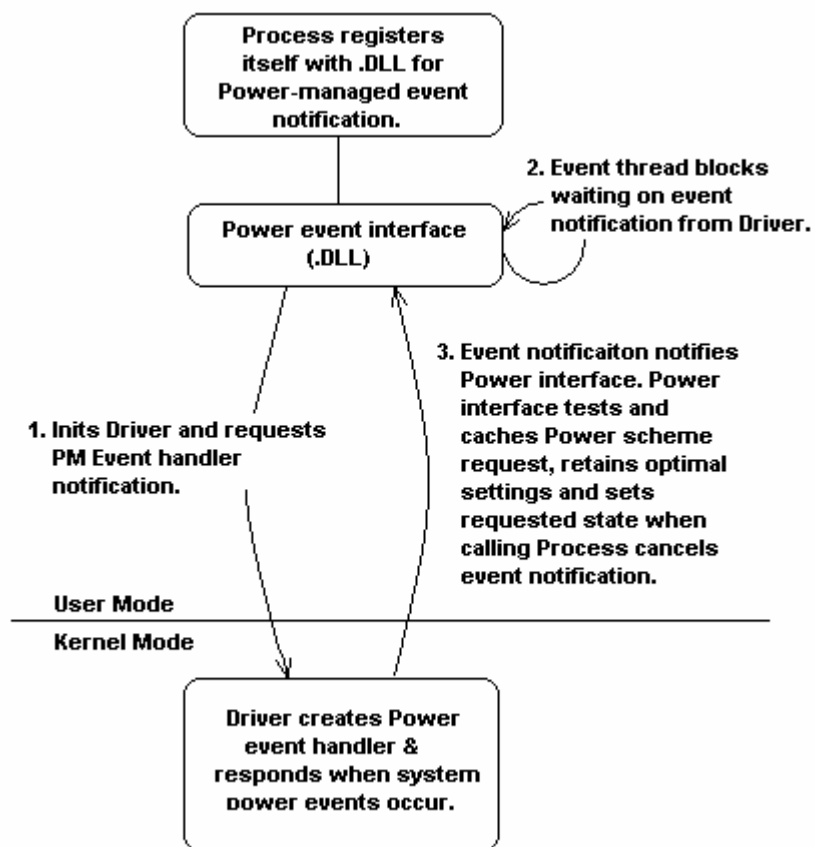 Process registers
itself with .DLL for
Power-managed event
notification.
2. Event thread blocks
waiting on event
notification from Driver.
Power event interface
(.DLL)
3. Event notificaiton notifies
Power interface. Power
interface tests and
caches Power scheme
request, retains optimal
settings and sets
requested state when
calling Process cancels
event notification.
1. Inits Driver and requests
PM Event handler
notification.
User Mode
Kernel Mode
Driver creates Power
event handler &
responds when system
power events occur.